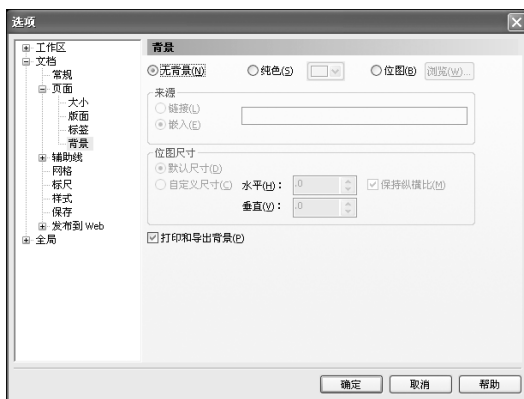 选项
工作区
文档
常规
页面
大小
版面
标签
背景
辅助线
网格
标尺
样式
保存
发布到 Web
全局
背景
无背景(N) 纯色(S) 位图(B) 浏览(W)...
来源
链接(L)
嵌入(E)
位图尺寸
默认尺寸(D)
自定义尺寸(C) 水平(H): .0 保持纵横比(M)
垂直(V): .0
打印和导出背景(P)
确定 取消 帮助